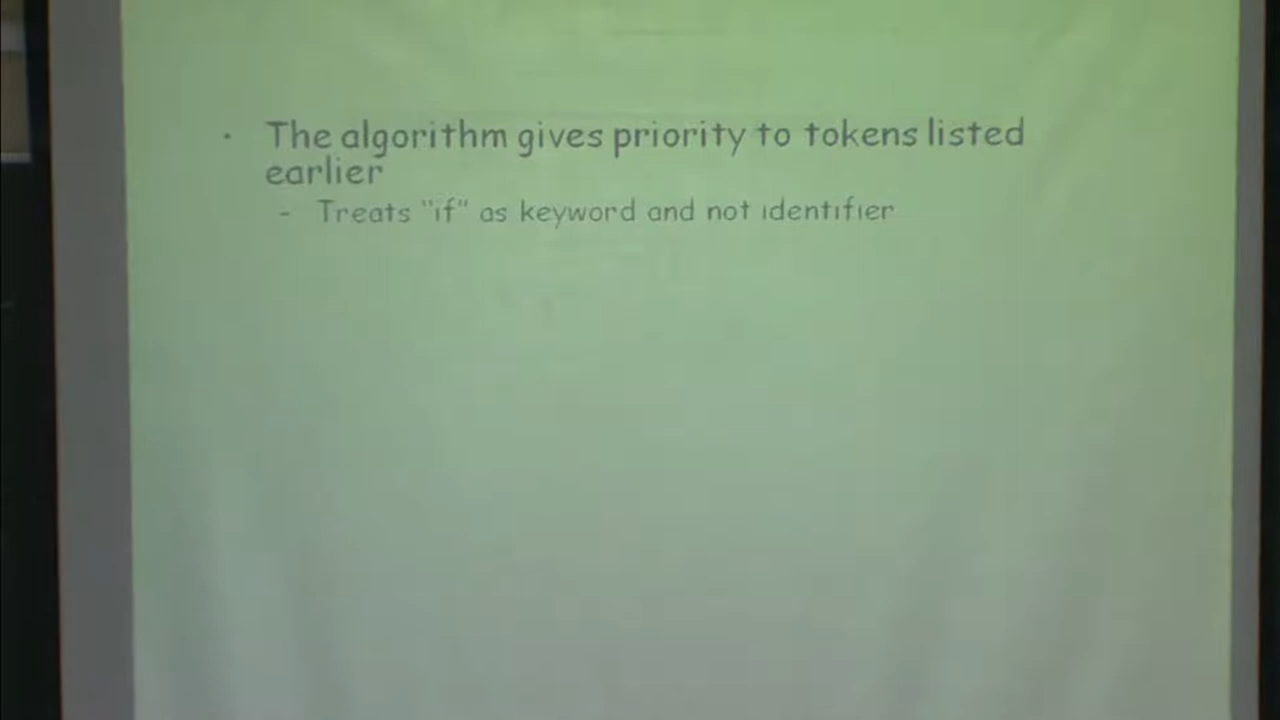 · The algorithm gives priority to tokens listed
earlier
- Treats "if" as keyword and not identifier